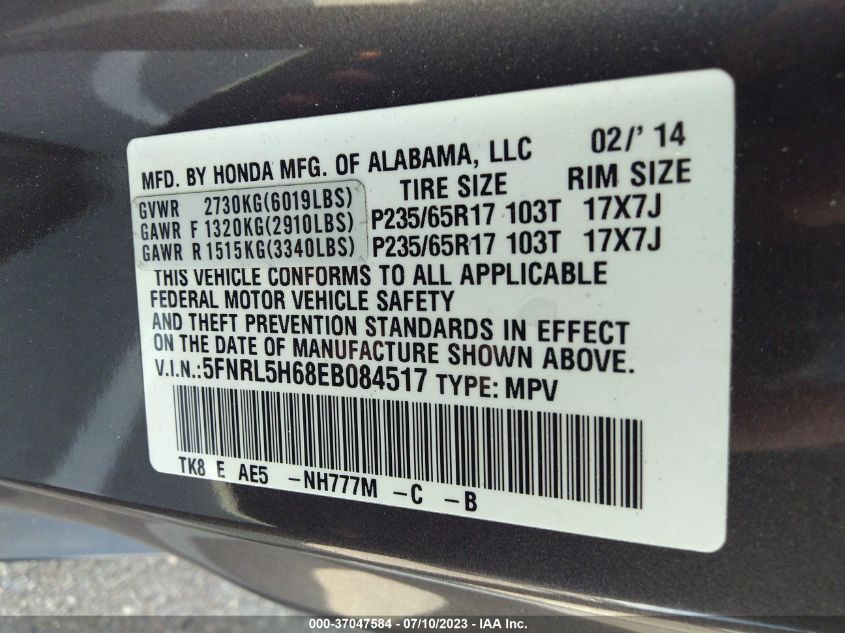 MFD. BY HONDA MFG. OF ALABAMA, LLC 02/' 14
TIRE SIZE RIM SIZE
GVWR 2730KG(6019LBS)
GAWR F 1320KG(2910LBS) P235/65R17 103T 17X7J
GAWR R 1515KG(3340LBS) P235/65R17 103T 17X7J
THIS VEHICLE CONFORMS TO ALL APPLICABLE
FEDERAL MOTOR VEHICLE SAFETY
AND THEFT PREVENTION STANDARDS IN EFFECT
ON THE DATE OF MANUFACTURE SHOWN ABOVE.
V.I.N.:5FNRL5H68EB084517 TYPE: MPV
TK8 E AE5 -NH777M -C -B
000-37047584 / 07/10/2023 - IAA Inc.